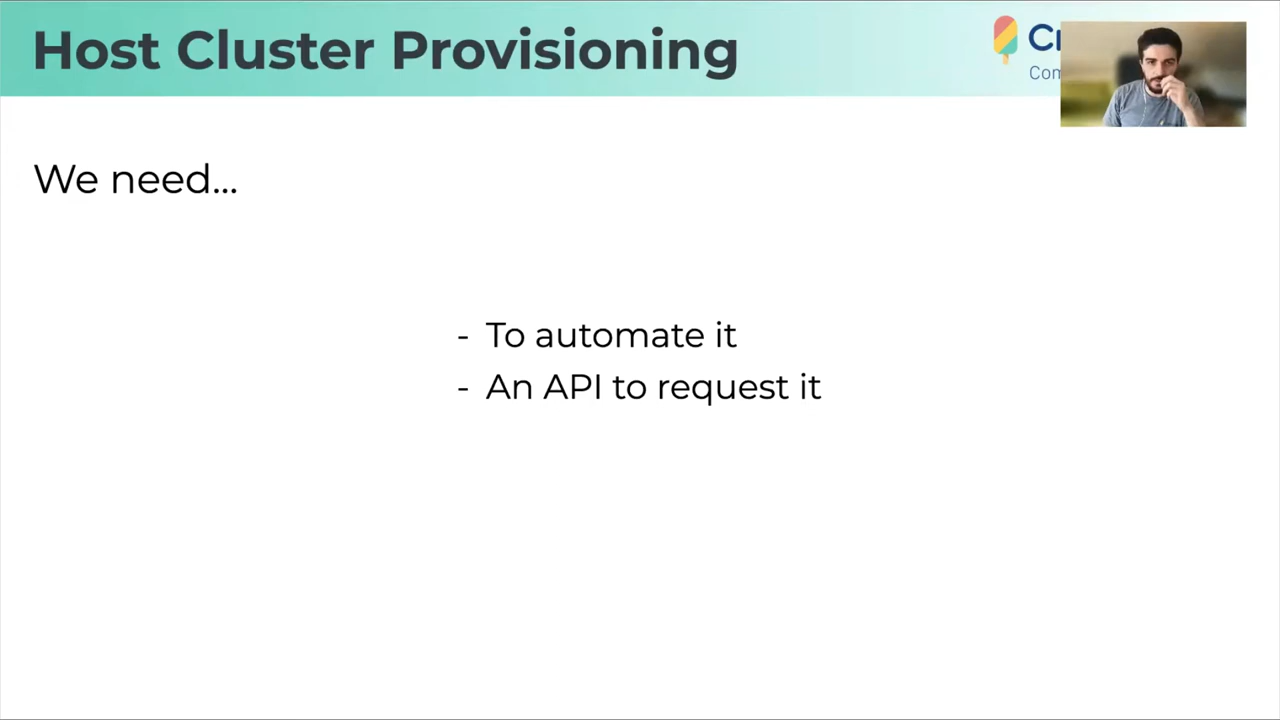 Host Cluster Provisioning
We need...
- To automate it
- An API to request it